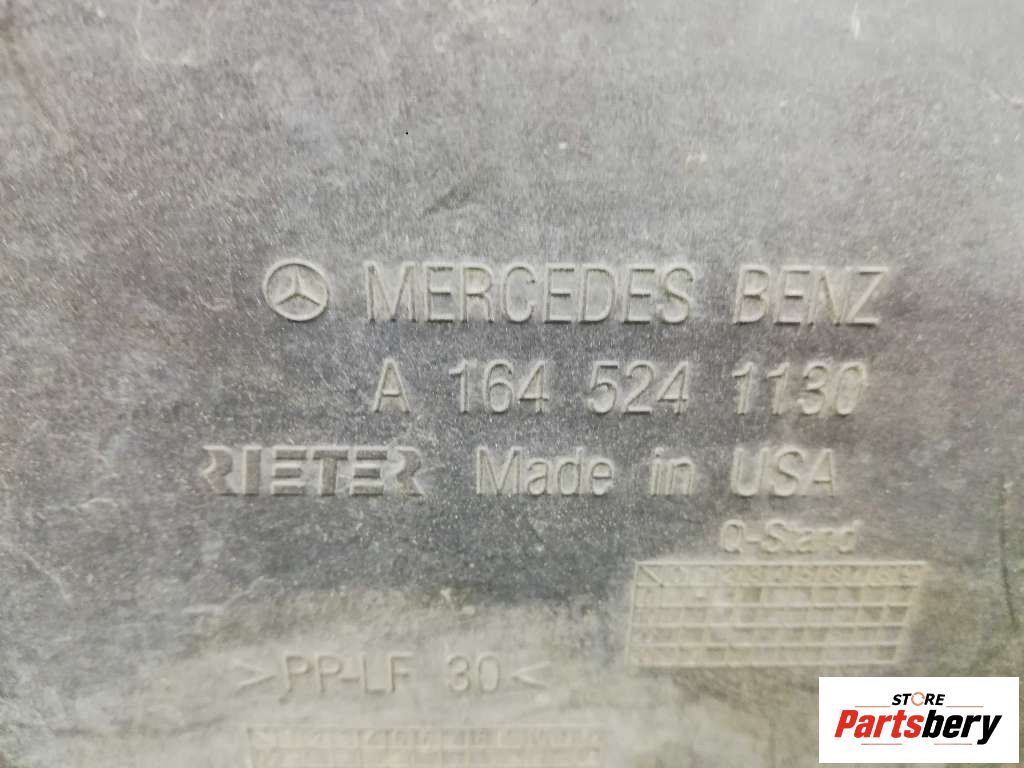 MERCEDES BENZ
A 164 524 1130
RIETER Made in USA
Q-Stand
>PP-LF 30<
STORE
Partsbery